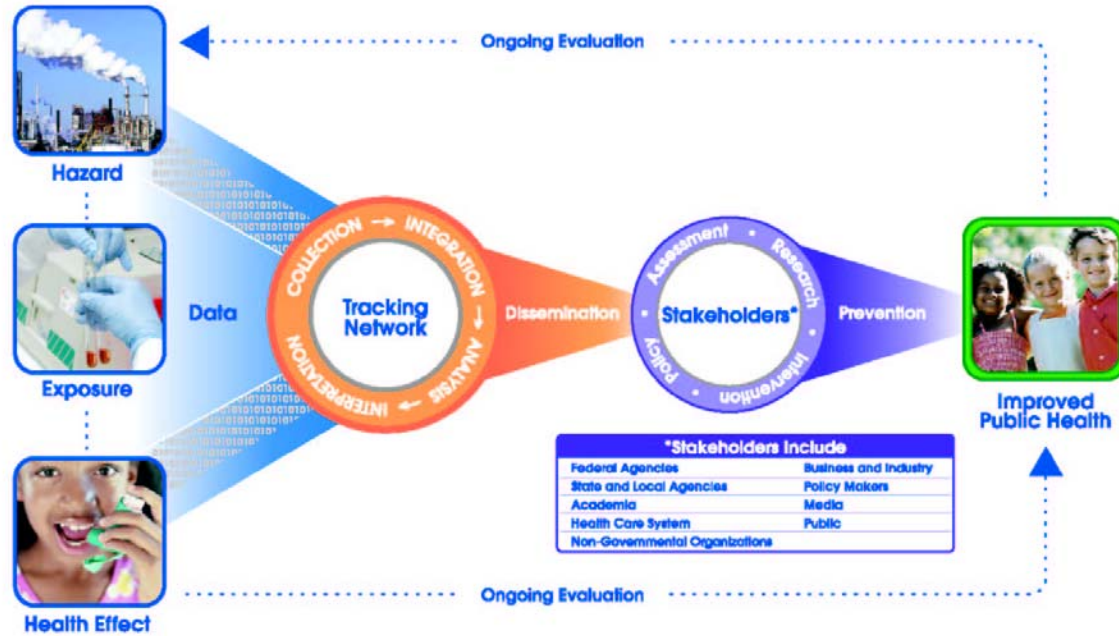 Ongoing Evaluation
Hazard
Exposure
Health Effect
Data
COLLECTION → INTEGRATION → ANALYSIS → INTERPRETATION
Tracking
Network
Dissemination
Assessment • Research • Intervention • Policy •
Stakeholders*
Prevention
Improved
Public Health
*Stakeholders Include
Federal Agencies
State and Local Agencies
Academia
Health Care System
Non-Governmental Organizations
Business and Industry
Policy Makers
Media
Public
Ongoing Evaluation